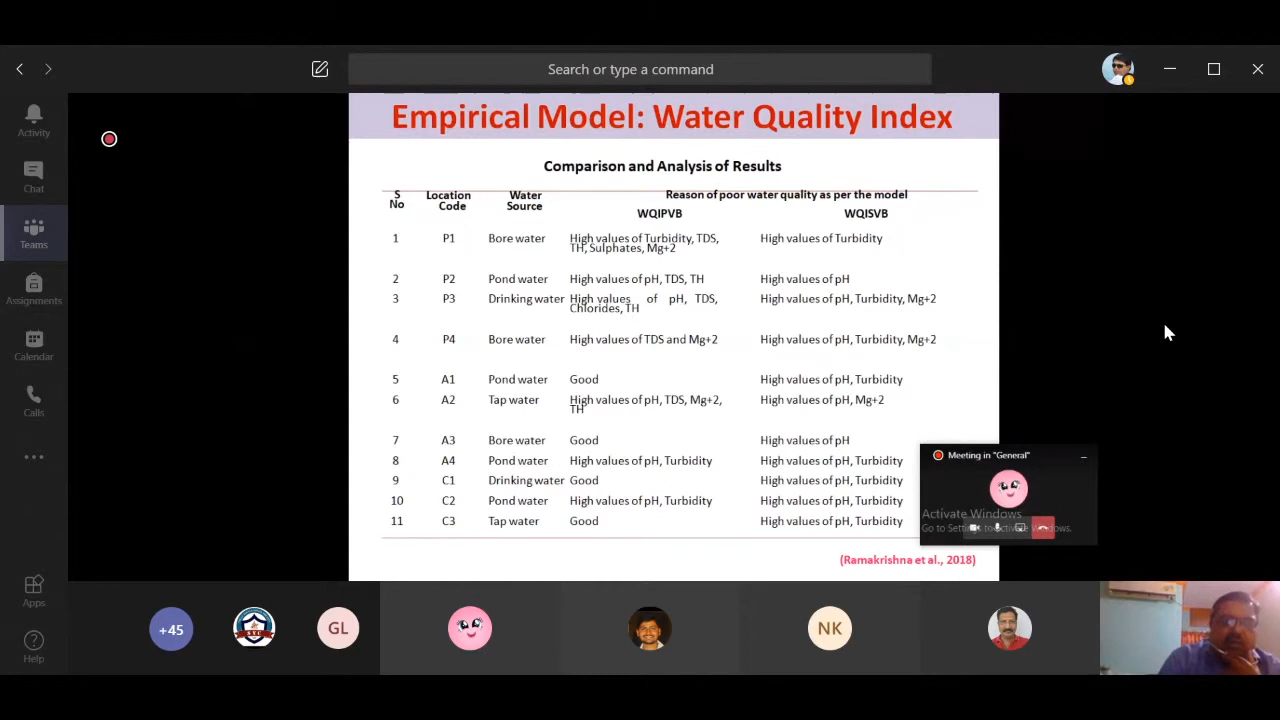 Search or type a command
Activity
Chat
Teams
Assignments
Calendar
Calls
Apps
Help
Empirical Model: Water Quality Index
Comparison and Analysis of Results
S No Location Code Water Source Reason of poor water quality as per the model
WQIPVB WQISVB
1 P1 Bore water High values of Turbidity, TDS, High values of Turbidity
TH, Sulphates, Mg+2
2 P2 Pond water High values of pH, TDS, TH High values of pH
3 P3 Drinking water High values of pH, TDS, High values of pH, Turbidity, Mg+2
Chlorides, TH
4 P4 Bore water High values of TDS and Mg+2 High values of pH, Turbidity, Mg+2
5 A1 Pond water Good High values of pH, Turbidity
6 A2 Tap water High values of pH, TDS, Mg+2, High values of pH, Mg+2
TH
7 A3 Bore water Good High values of pH
8 A4 Pond water High values of pH, Turbidity High values of pH, Turbidity
9 C1 Drinking water Good High values of pH, Turbidity
10 C2 Pond water High values of pH, Turbidity High values of pH, Turbidity
11 C3 Tap water Good High values of pH, Turbidity
(Ramakrishna et al., 2018)
Meeting in "General"
Activate Windows
Go to Settings to activate Windows.
+45
GL
NK